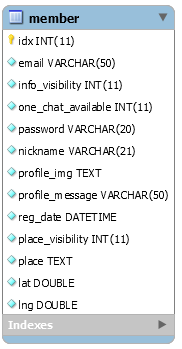 member
idx INT(11)
email VARCHAR(50)
info_visibility INT(11)
one_chat_available INT(11)
password VARCHAR(20)
nickname VARCHAR(21)
profile_img TEXT
profile_message VARCHAR(50)
reg_date DATETIME
place_visibility INT(11)
place TEXT
lat DOUBLE
lng DOUBLE
Indexes